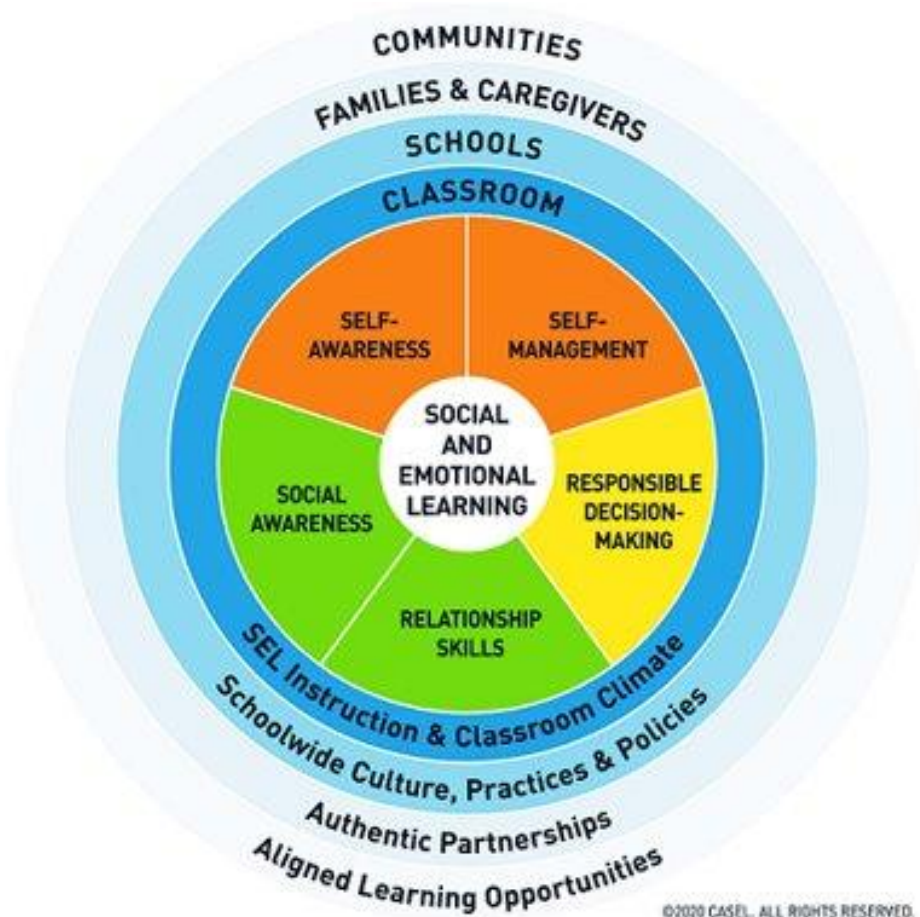 COMMUNITIES
FAMILIES & CAREGIVERS
SCHOOLS
CLASSROOM
SELF-
AWARENESS
SELF-
MANAGEMENT
SOCIAL
AND
EMOTIONAL
LEARNING
SOCIAL
AWARENESS
RESPONSIBLE
DECISION-
MAKING
RELATIONSHIP
SKILLS
SEL Instruction & Classroom Climate
Schoolwide Culture, Practices & Policies
Authentic Partnerships
Aligned Learning Opportunities
©2020 CASEL. ALL RIGHTS RESERVED.